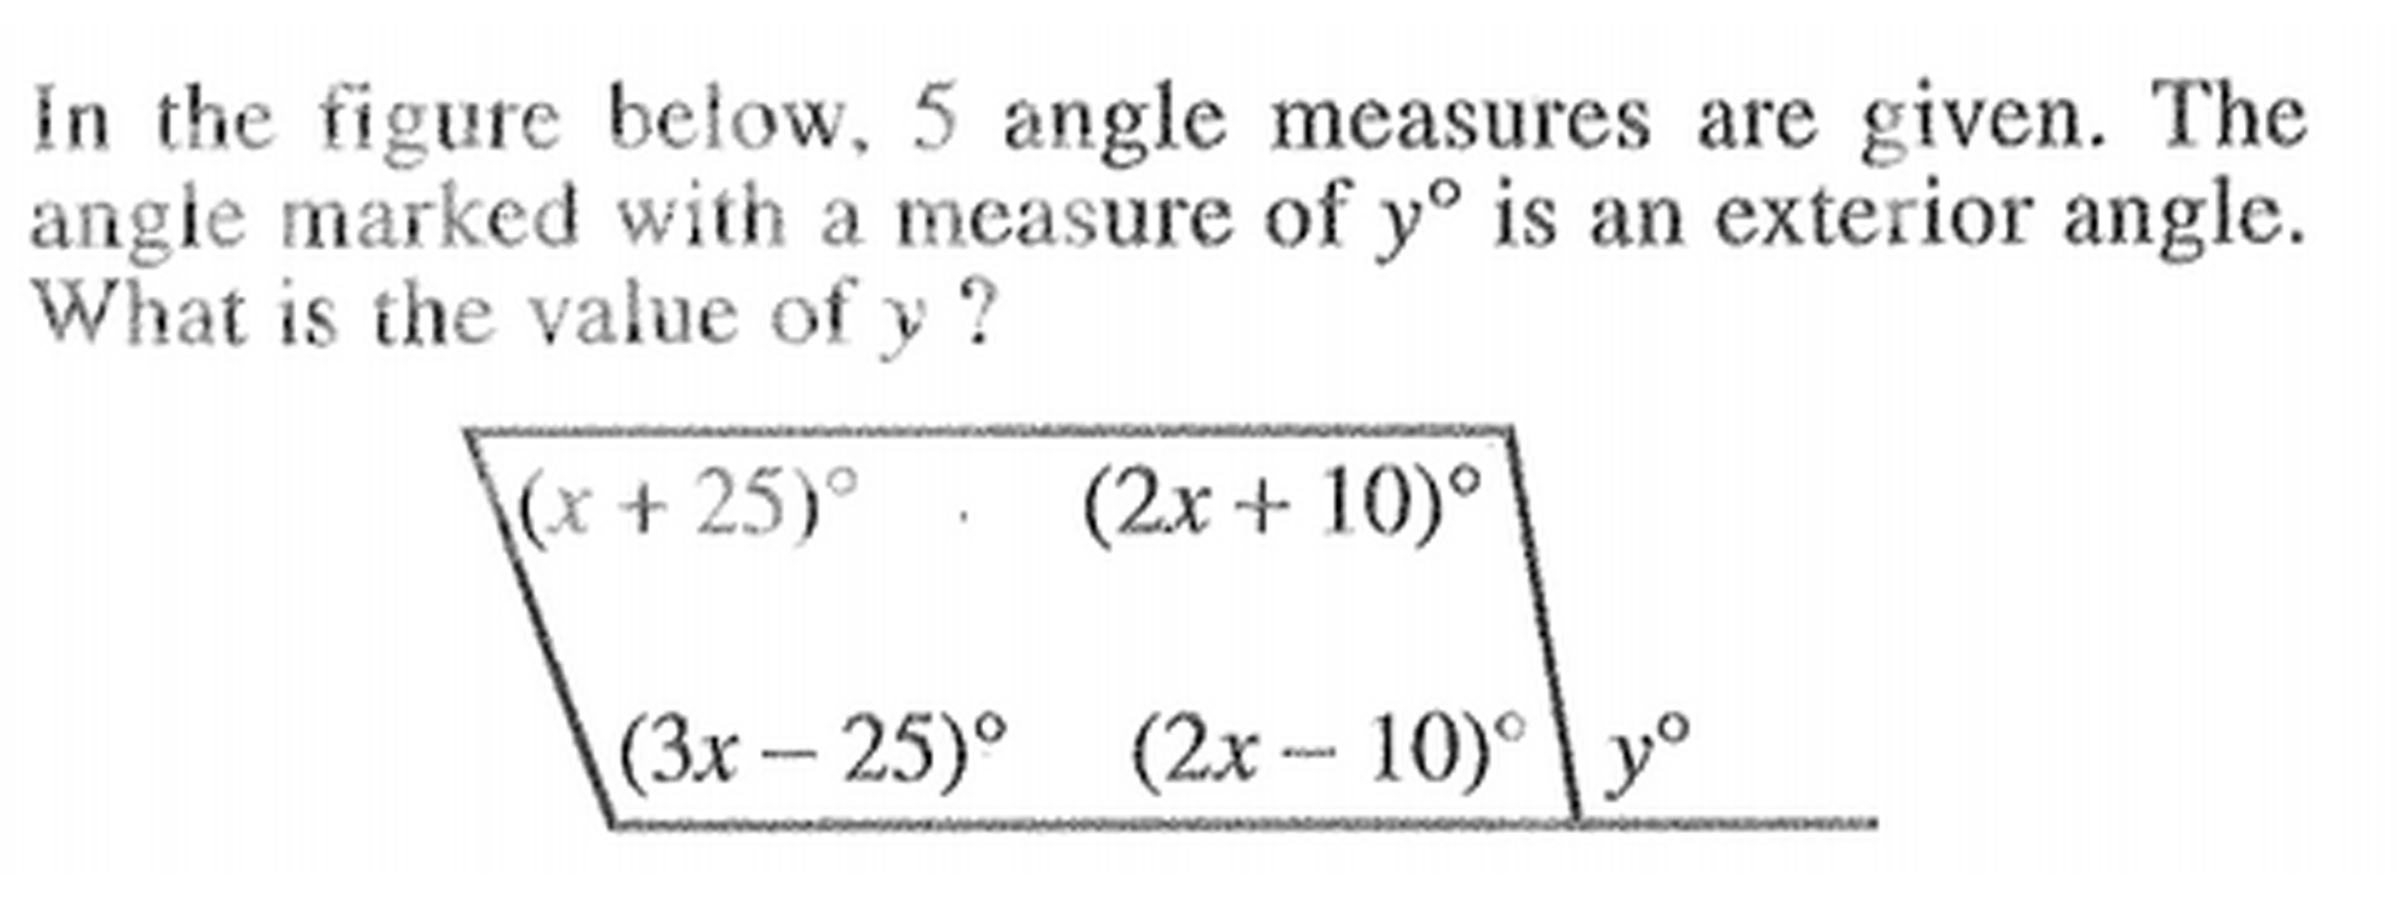 In the figure below, 5 angle measures are given. The
angle marked with a measure of y° is an exterior angle.
What is the value of y ?
(x + 25)° (2x + 10)°
(3x – 25)° (2x – 10)° y°